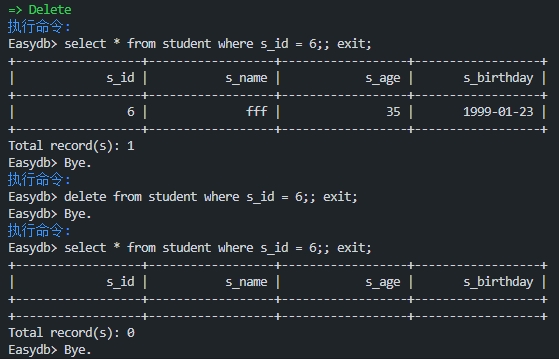 => Delete
执行命令:
Easydb> select * from student where s_id = 6;; exit;
+------------------+------------------+------------------+------------------+
|             s_id |           s_name |            s_age |       s_birthday |
+------------------+------------------+------------------+------------------+
|                6 |              fff |               35 |       1999-01-23 |
+------------------+------------------+------------------+------------------+
Total record(s): 1
Easydb> Bye.
执行命令:
Easydb> delete from student where s_id = 6;; exit;
Easydb> Bye.
执行命令:
Easydb> select * from student where s_id = 6;; exit;
+------------------+------------------+------------------+------------------+
|             s_id |           s_name |            s_age |       s_birthday |
+------------------+------------------+------------------+------------------+
+------------------+------------------+------------------+------------------+
Total record(s): 0
Easydb> Bye.